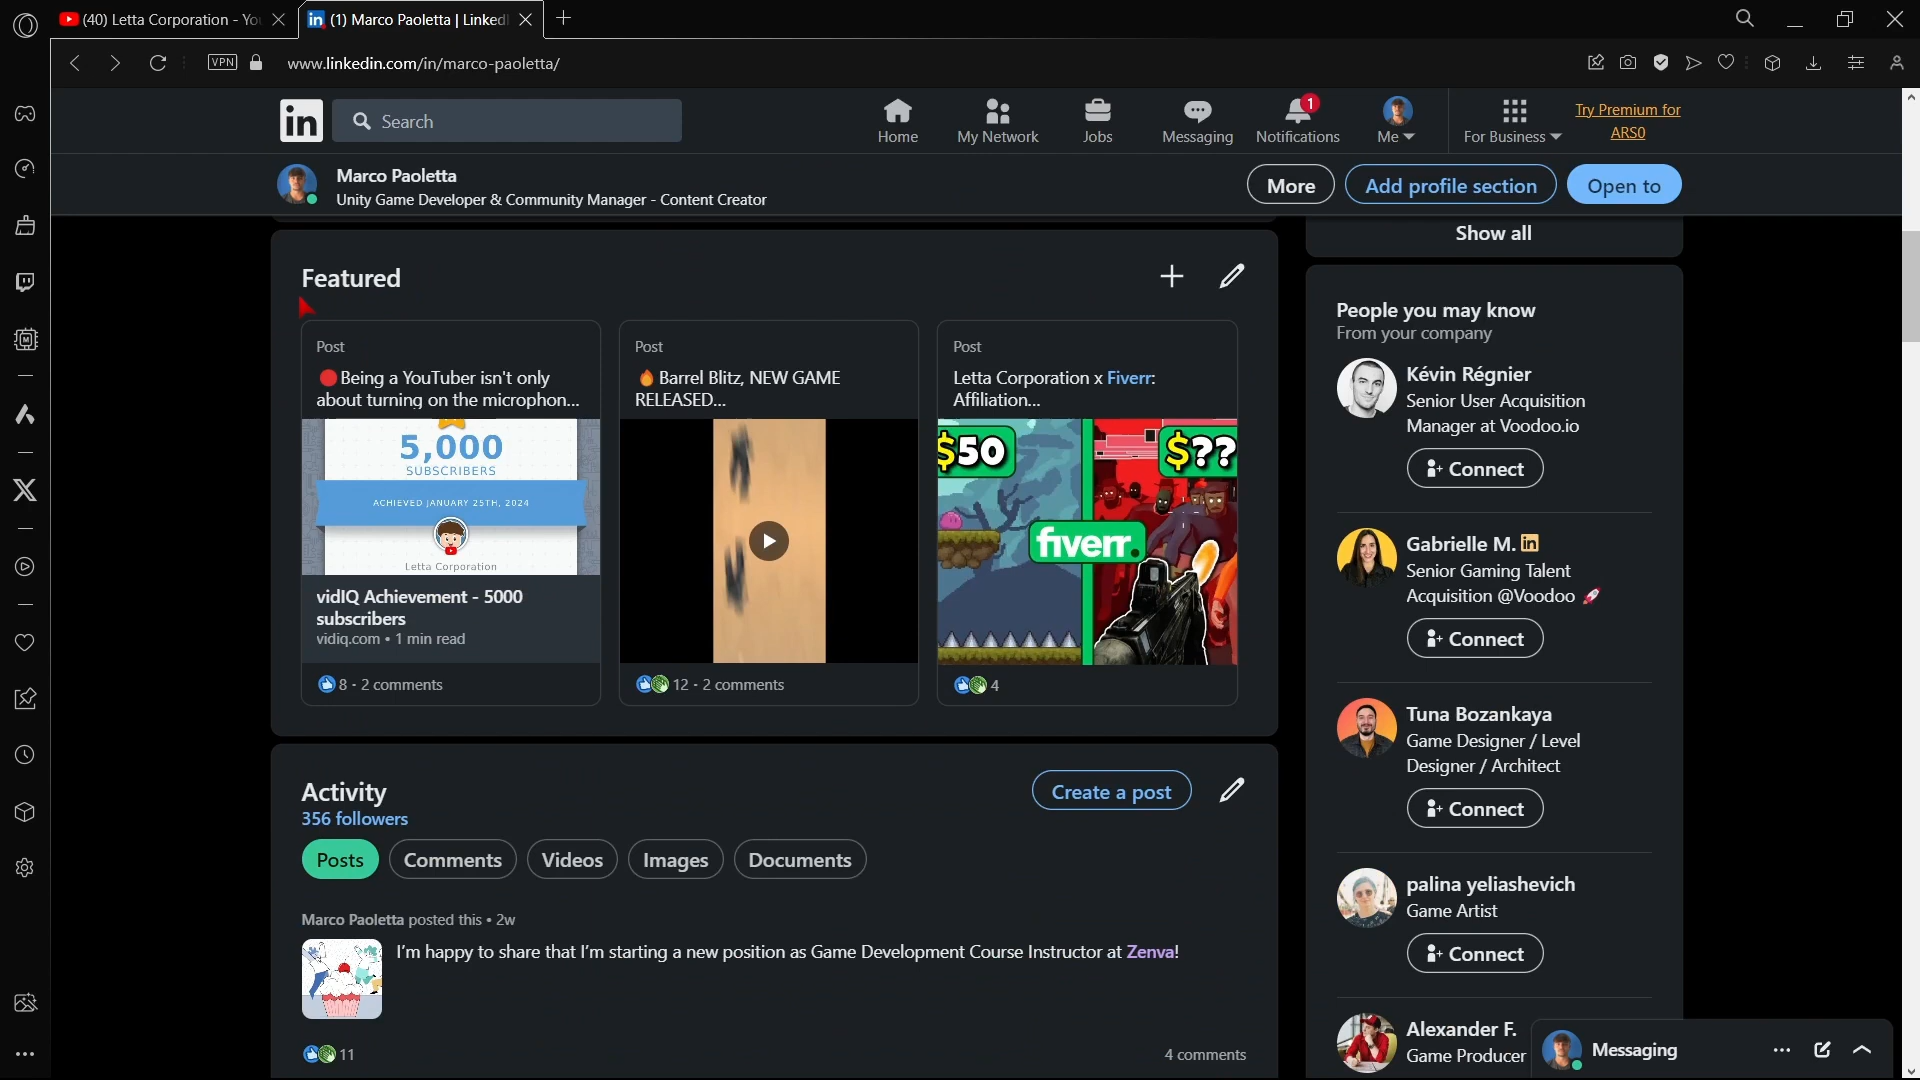 (40) Letta Corporation - Yo
(1) Marco Paoletta | Linked
VPN
www.linkedin.com/in/marco-paoletta/
in
Search
Home
My Network
Jobs
Messaging
1
Notifications
Me
For Business
Try Premium for
ARS0
Marco Paoletta
Unity Game Developer & Community Manager - Content Creator
More
Add profile section
Open to
Featured
Post
🔴Being a YouTuber isn't only
about turning on the microphon...
5,000
SUBSCRIBERS
ACHIEVED JANUARY 25TH, 2024
Letta Corporation
vidIQ Achievement - 5000
subscribers
vidiq.com • 1 min read
8 · 2 comments
Post
🔥Barrel Blitz, NEW GAME
RELEASED...
12 · 2 comments
Post
Letta Corporation x Fiverr:
Affiliation...
$50
$??
fiverr.
4
Activity
356 followers
Create a post
Posts
Comments
Videos
Images
Documents
Marco Paoletta posted this • 2w
I'm happy to share that I'm starting a new position as Game Development Course Instructor at Zenva!
11
4 comments
Show all
People you may know
From your company
Kévin Régnier
Senior User Acquisition
Manager at Voodoo.io
Connect
Gabrielle M. in
Senior Gaming Talent
Acquisition @Voodoo 🚀
Connect
Tuna Bozankaya
Game Designer / Level
Designer / Architect
Connect
palina yeliashevich
Game Artist
Connect
Alexander F.
Game Producer
Messaging